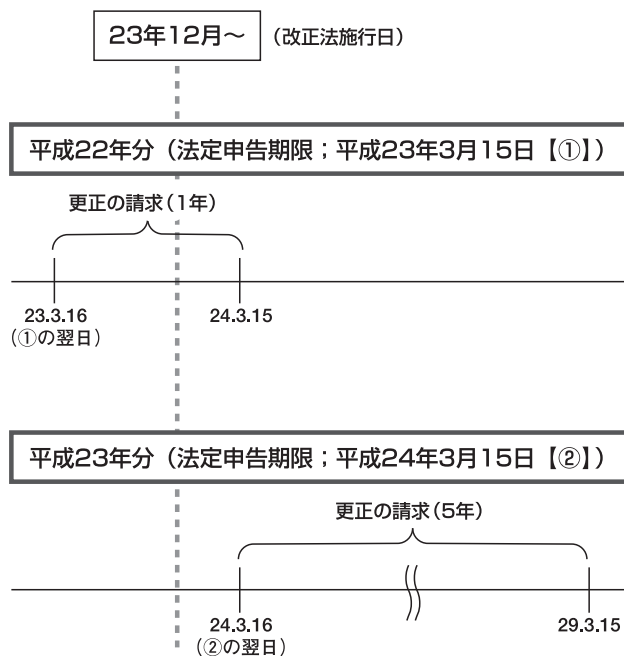 23年12月～ (改正法施行日)
平成22年分（法定申告期限；平成23年3月15日【①】）
更正の請求(1年)
23.3.16 24.3.15
(①の翌日)
平成23年分（法定申告期限；平成24年3月15日【②】）
更正の請求(5年)
24.3.16 29.3.15
(②の翌日)